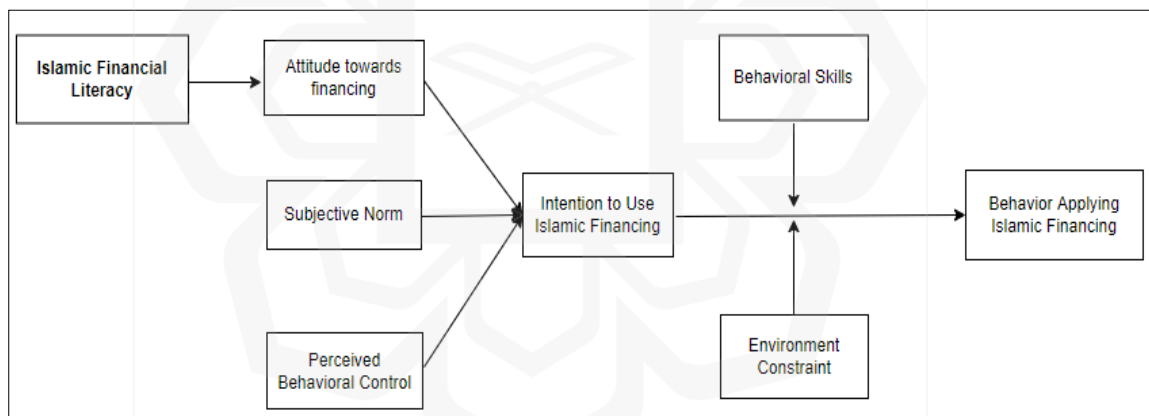 Islamic Financial
Literacy
Attitude towards
financing
Behavioral Skills
Subjective Norm
Intention to Use
Islamic Financing
Behavior Applying
Islamic Financing
Perceived
Behavioral Control
Environment
Constraint